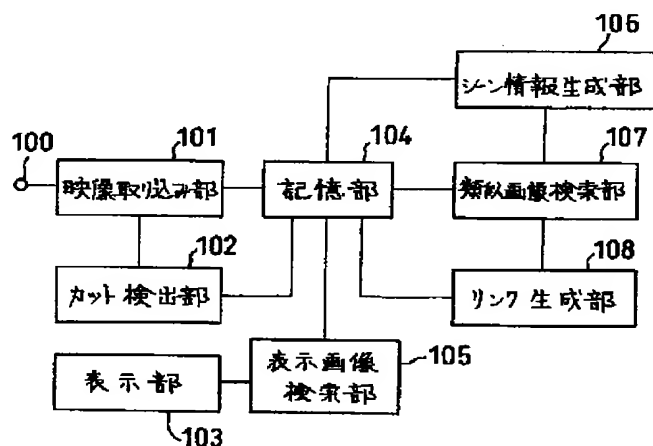 106
シーン情報生成部
101
104
107
100
映像取り込み部
記憶部
類似画像検索部
102
108
カット検出部
リンク生成部
105
表示部
表示画像
検索部
103